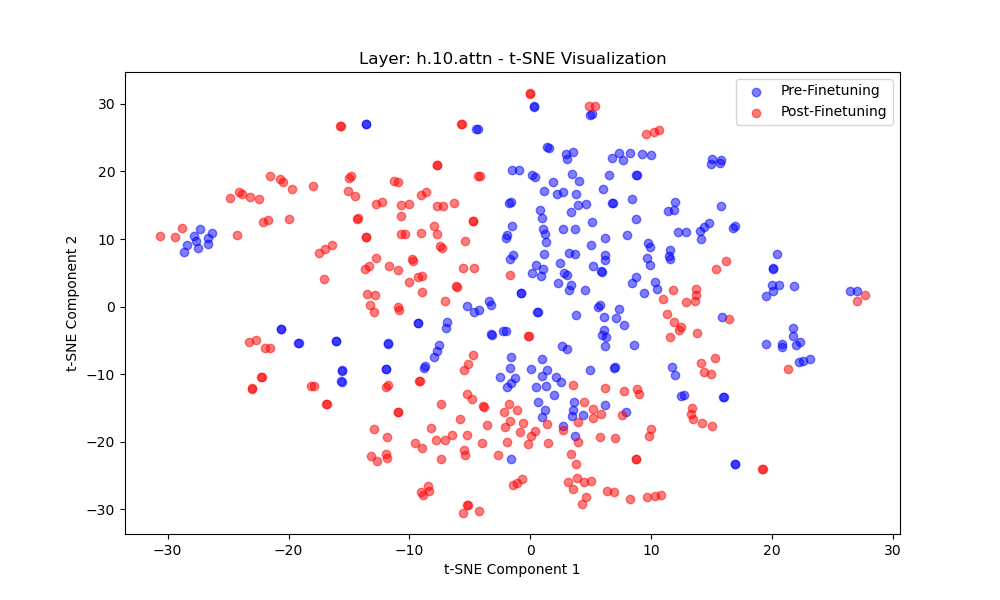 Layer: h.10.attn - t-SNE Visualization
Pre-Finetuning
Post-Finetuning
30
20
10
0
−10
−20
−30
t-SNE Component 2
−30
−20
−10
0
10
20
30
t-SNE Component 1